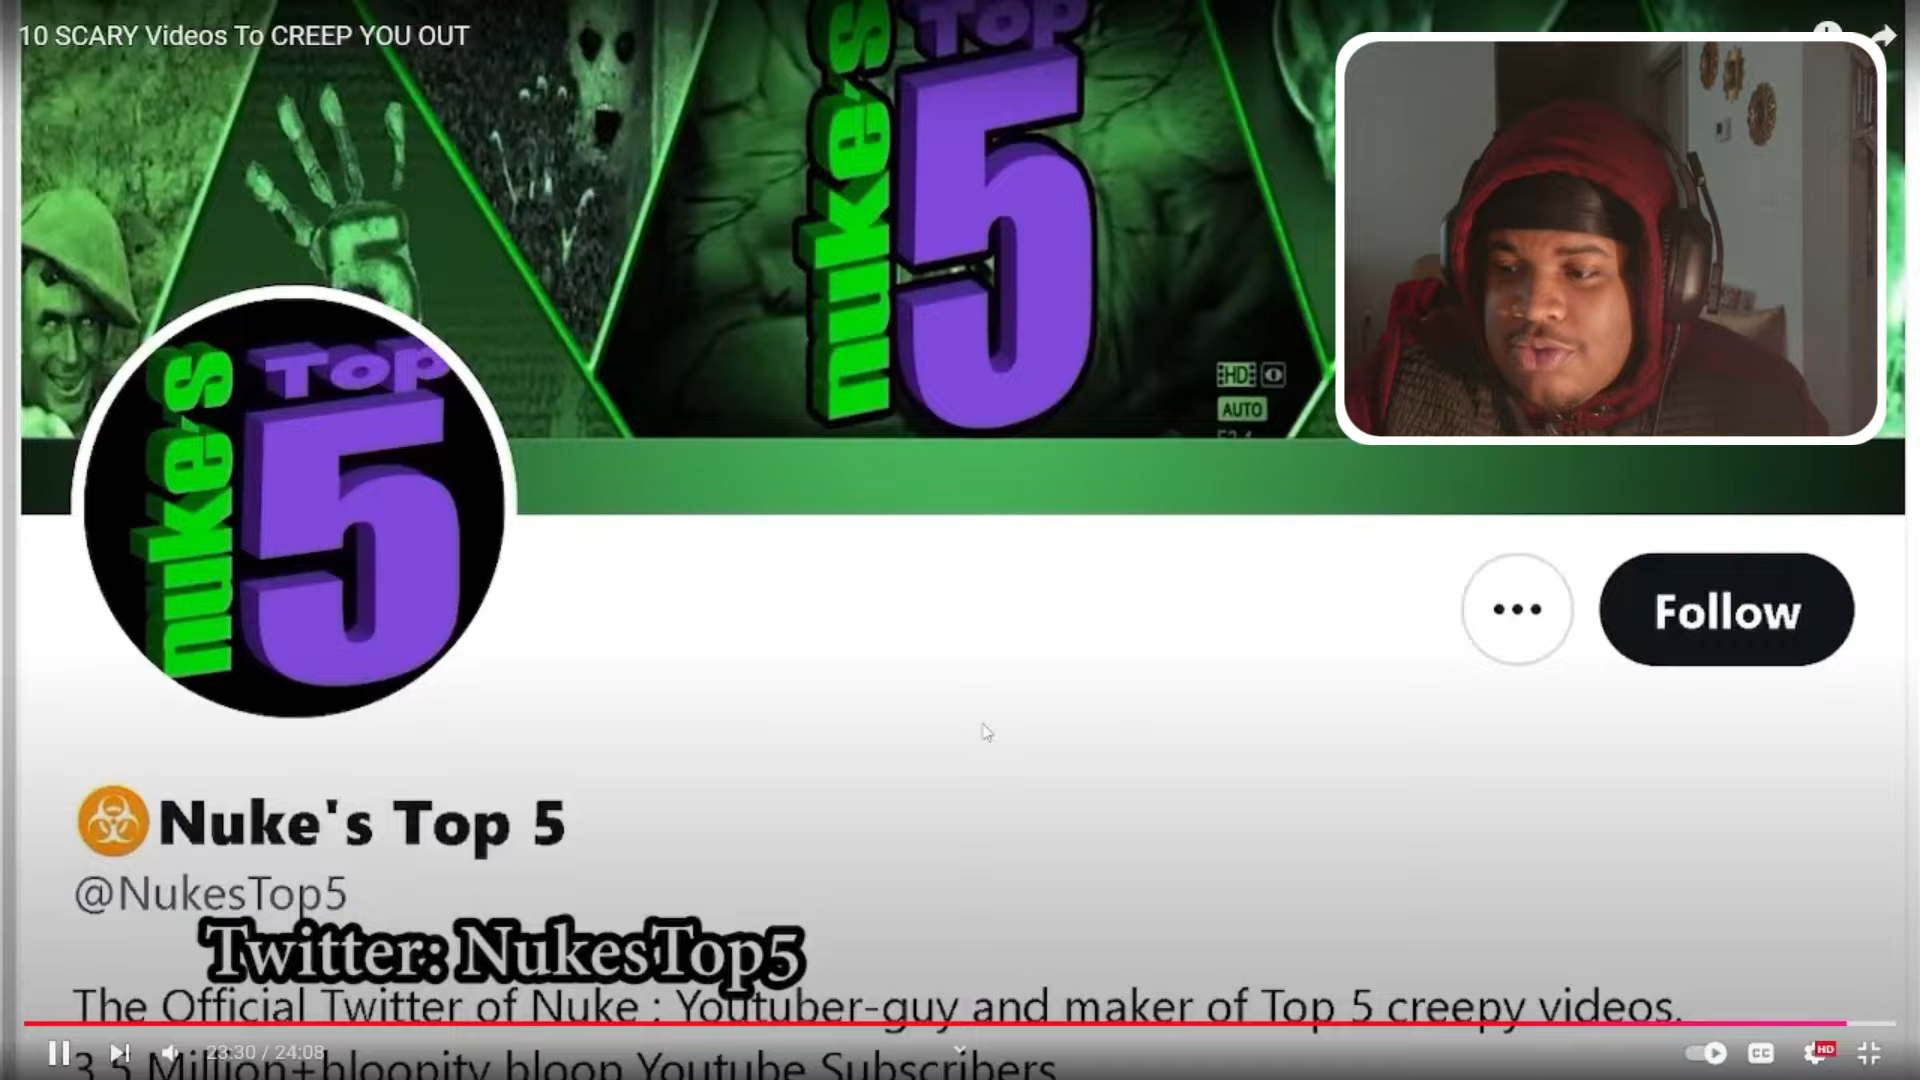 10 SCARY Videos To CREEP YOU OUT
nuke's Top 5
5
HD
AUTO
nuke's Top 5
Follow
Nuke's Top 5
@NukesTop5
Twitter: NukesTop5
The Official Twitter of Nuke : Youtuber-guy and maker of Top 5 creepy videos.
3.5 Million+bloopity bloop Youtube Subscribers
23:30 / 24:08
CC
HD